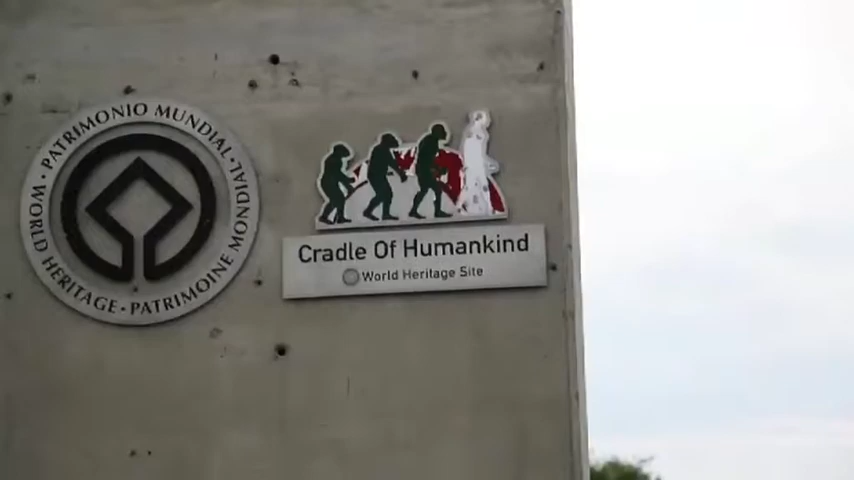 WORLD HERITAGE • PATRIMOINE MONDIAL • PATRIMONIO MUNDIAL •
Cradle Of Humankind
World Heritage Site